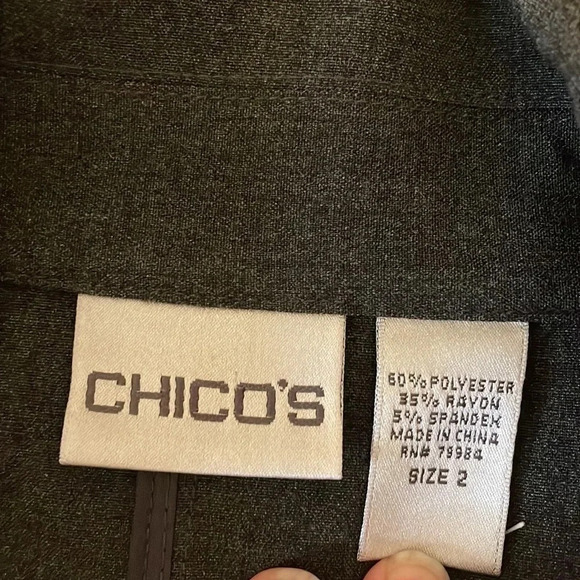 CHICO'S
60% POLYESTER
35% RAYON
5% SPANDEX
MADE IN CHINA
RN# 79984
SIZE 2